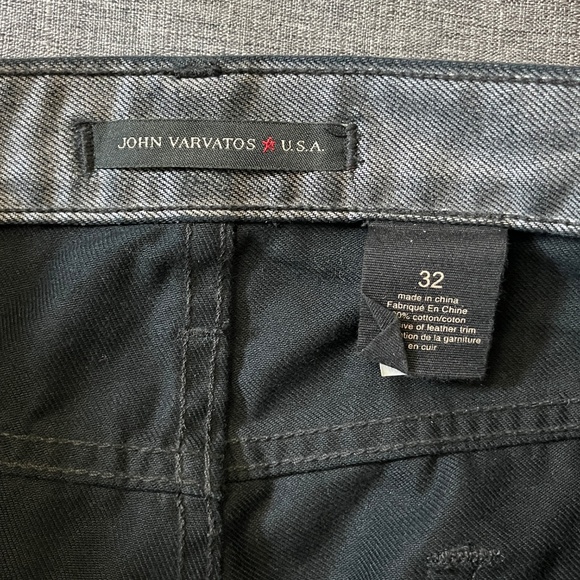 JOHN VARVATOS ★ U.S.A.
32
made in china
Fabriqué En Chine
% cotton/coton
of leather trim
de la garniture
en cuir